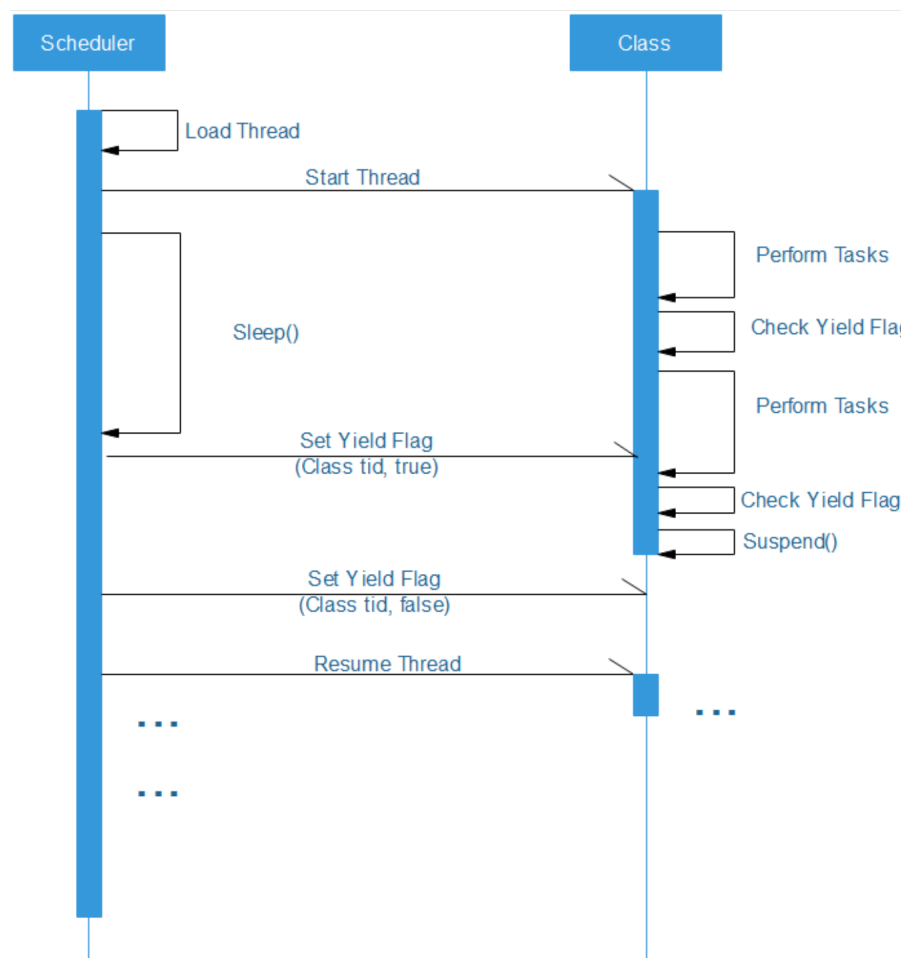 Scheduler
Class
Load Thread
Start Thread
Perform Tasks
Sleep()
Check Yield
Perform Tasks
Set Yield Flag
(Class tid, true)
Check Yield Flag
Suspend()
Set Yield Flag
(Class tid, false)
Resume Thread
...
...
...